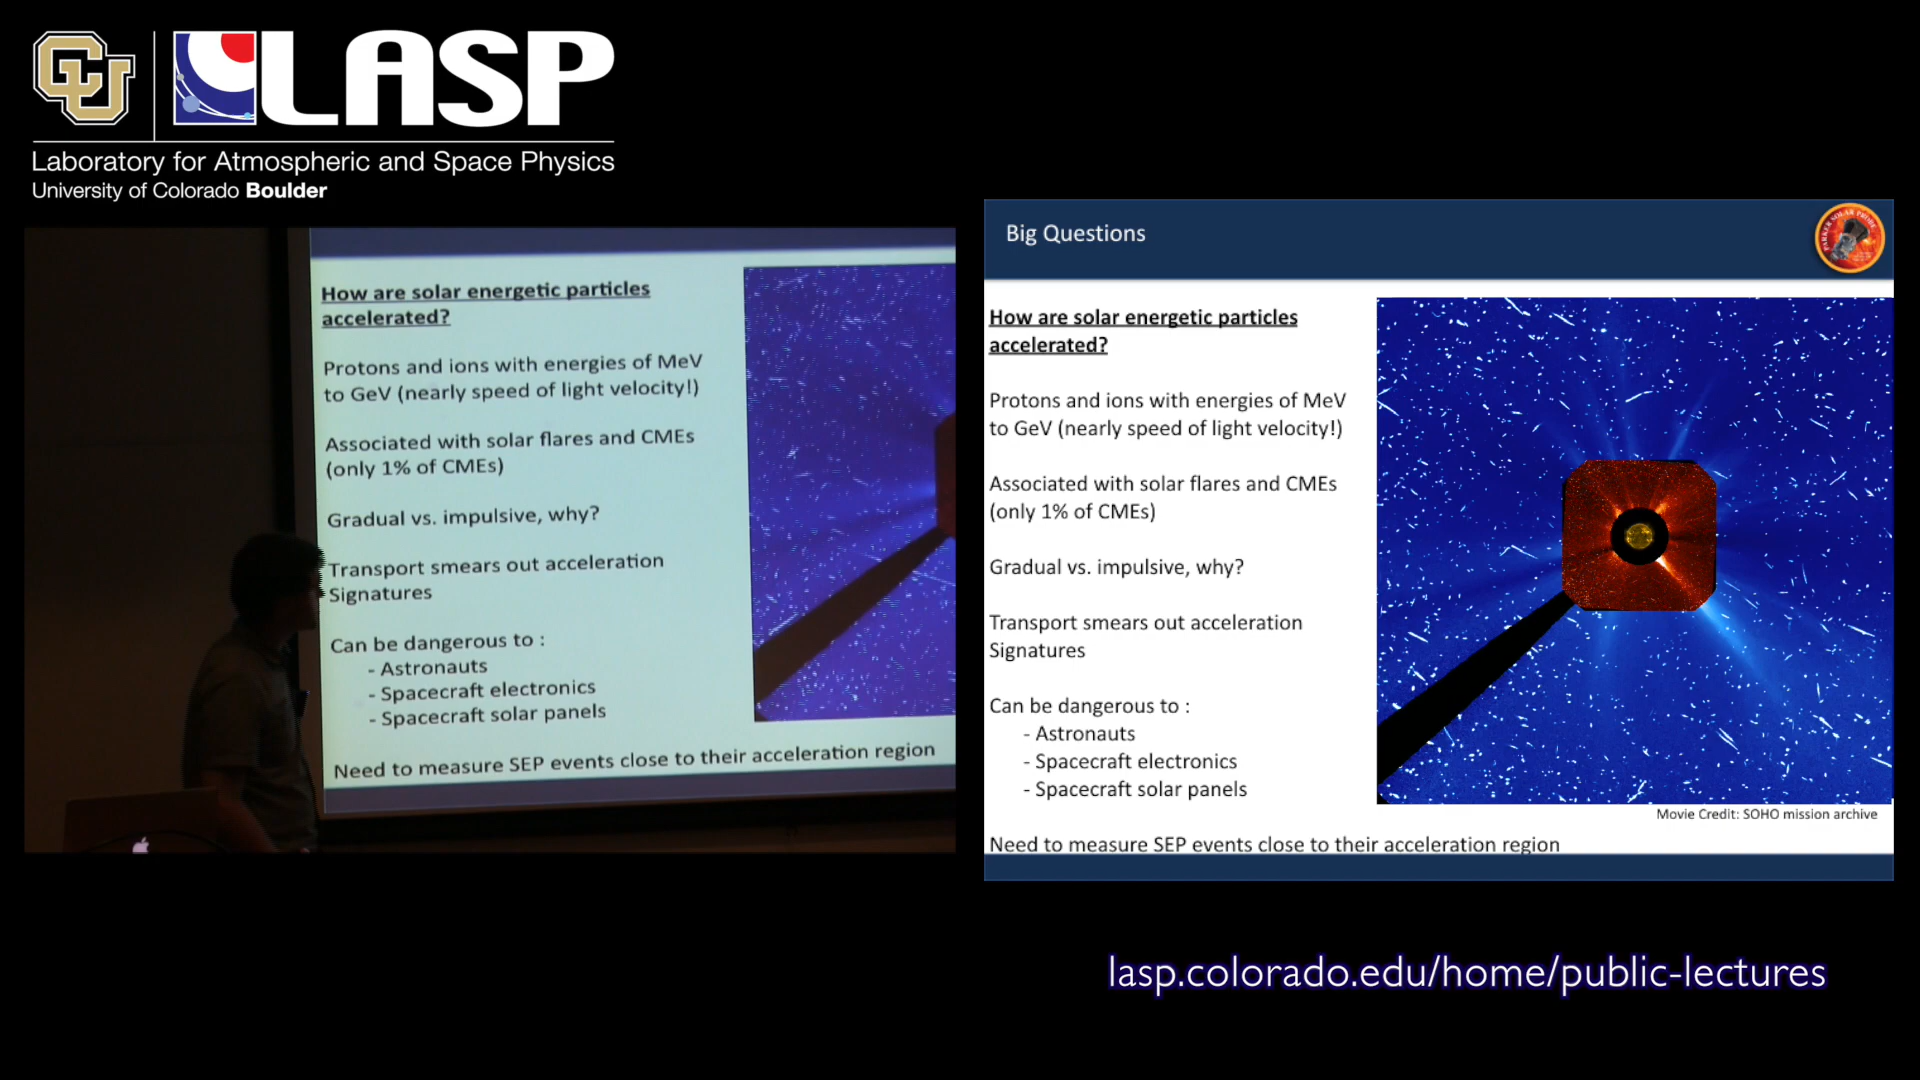 CU
LASP
Laboratory for Atmospheric and Space Physics
University of Colorado Boulder
How are solar energetic particles
accelerated?
Protons and ions with energies of MeV
to GeV (nearly speed of light velocity!)
Associated with solar flares and CMEs
(only 1% of CMEs)
Gradual vs. impulsive, why?
Transport smears out acceleration
Signatures
Can be dangerous to :
- Astronauts
- Spacecraft electronics
- Spacecraft solar panels
Need to measure SEP events close to their acceleration region
Big Questions
PARKER SOLAR PROBE
How are solar energetic particles
accelerated?
Protons and ions with energies of MeV
to GeV (nearly speed of light velocity!)
Associated with solar flares and CMEs
(only 1% of CMEs)
Gradual vs. impulsive, why?
Transport smears out acceleration
Signatures
Can be dangerous to :
- Astronauts
- Spacecraft electronics
- Spacecraft solar panels
Movie Credit: SOHO mission archive
Need to measure SEP events close to their acceleration region
lasp.colorado.edu/home/public-lectures